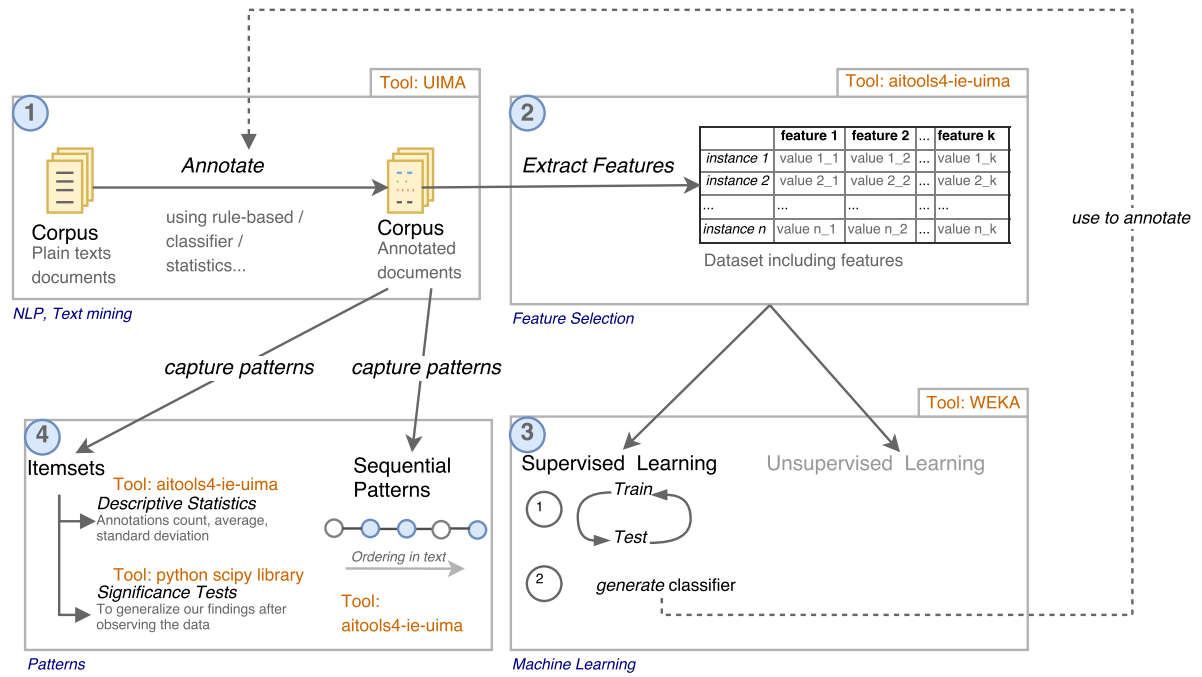 Tool: UIMA
1
Annotate
using rule-based /
classifier /
statistics...
Corpus
Plain texts
documents
Corpus
Annotated
documents
NLP, Text mining
Tool: aitools4-ie-uima
2
Extract Features
feature 1 feature 2 ... feature k
instance 1 value 1_1 value 1_2 ... value 1_k
instance 2 value 2_1 value 2_2 ... value 2_k
... ... ... ... ...
instance n value n_1 value n_2 ... value n_k
Dataset including features
Feature Selection
use to annotate
capture patterns
capture patterns
4
Itemsets
Tool: aitools4-ie-uima
Descriptive Statistics
Annotations count, average,
standard deviation
Tool: python scipy library
Significance Tests
To generalize our findings after
observing the data
Sequential
Patterns
Ordering in text
Tool:
aitools4-ie-uima
Patterns
Tool: WEKA
3
Supervised Learning
Unsupervised Learning
1
Train
Test
2
generate classifier
Machine Learning